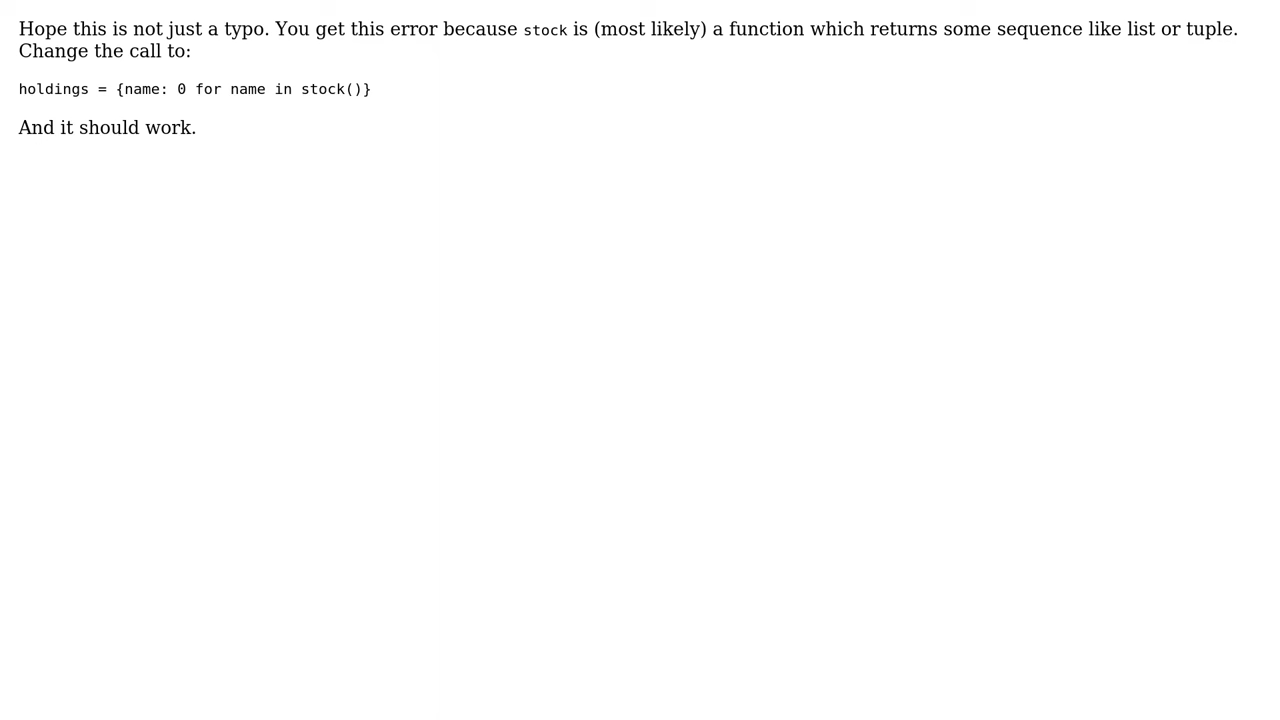 Hope this is not just a typo. You get this error because stock is (most likely) a function which returns some sequence like list or tuple.
Change the call to:
holdings = {name: 0 for name in stock()}
And it should work.